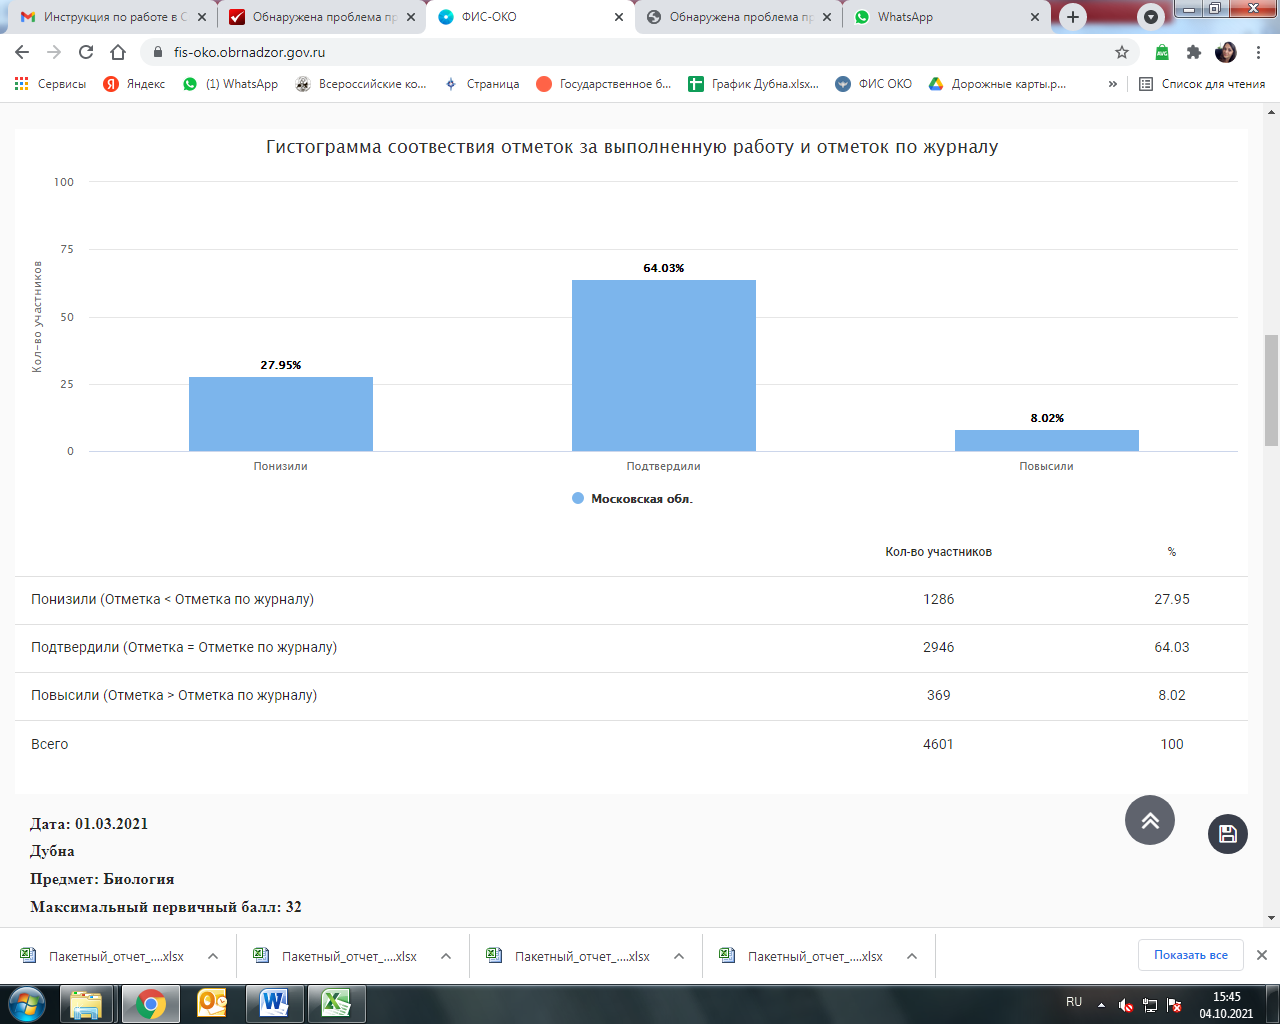 Инструкция по работе в С
Обнаружена проблема пр
ФИС-ОКО
Обнаружена проблема пр
WhatsApp
fis-oko.obrnadzor.gov.ru
Сервисы
Яндекс
(1) WhatsApp
Всероссийские ко...
Страница
Государственное б...
График Дубна.xlsx...
ФИС ОКО
Дорожные карты.р...
»
Список для чтения
Гистограмма соотвествия отметок за выполненную работу и отметок по журналу
Кол-во участников
100
75
50
25
0
27.95%
64.03%
8.02%
Понизили
Подтвердили
Повысили
Московская обл.
Кол-во участников %
Понизили (Отметка < Отметка по журналу) 1286 27.95
Подтвердили (Отметка = Отметке по журналу) 2946 64.03
Повысили (Отметка > Отметка по журналу) 369 8.02
Всего 4601 100
Дата: 01.03.2021
Дубна
Предмет: Биология
Максимальный первичный балл: 32
Пакетный_отчет_....xlsx
Пакетный_отчет_....xlsx
Пакетный_отчет_....xlsx
Пакетный_отчет_....xlsx
Показать все
RU
15:45
04.10.2021